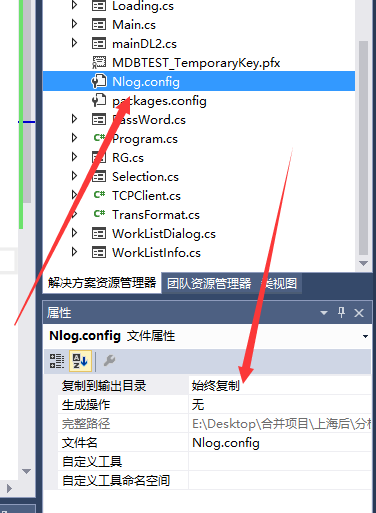 Loading.cs
Main.cs
mainDL2.cs
MDBTEST_TemporaryKey.pfx
Nlog.config
packages.config
PassWord.cs
Program.cs
RG.cs
Selection.cs
TCPClient.cs
TransFormat.cs
WorkListDialog.cs
WorkListInfo.cs
解决方案资源管理器 团队资源管理器 类视图
属性
Nlog.config 文件属性
复制到输出目录 始终复制
生成操作 无
完整路径 E:\Desktop\合并项目\上海后\分析
文件名 Nlog.config
自定义工具
自定义工具命名空间